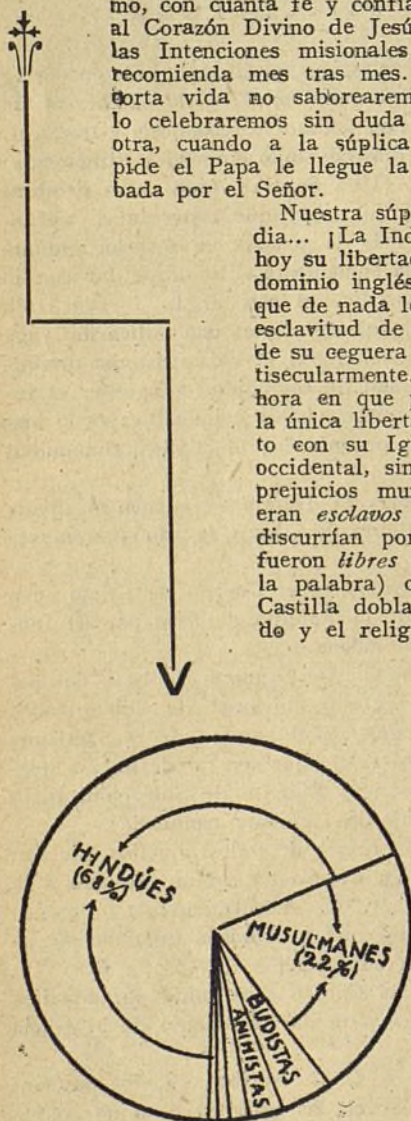 mo, con cuánta fe y confia
al Corazón Divino de Jesú
las Intenciones misionales
recomienda mes tras mes.
corta vida no saborearem
lo celebraremos sin duda
otra, cuando a la súplica
pide el Papa le llegue la
bada por el Señor.
Nuestra súp
dia... ¡La Ind
hoy su libertad
dominio inglés
que de nada le
esclavitud de
de su ceguera
tisecularmente.
hora en que
la única libert
to con su Ig
occidental, sin
prejuicios mu
eran esclavos
discurrían por
fueron libres
la palabra)
Castilla dobla
do y el relig
HINDÚES
(68%)
MUSULMANES
(22%)
BUDISTAS
ANIMISTAS